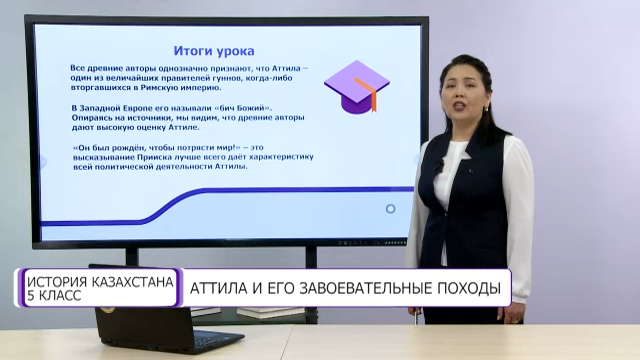 Итоги урока
Все древние авторы однозначно признают, что Аттила –
один из величайших правителей гуннов, когда-либо
вторгавшихся в Римскую империю.
В Западной Европе его называли «бич Божий».
Опираясь на источники, мы видим, что древние авторы
дают высокую оценку Аттиле.
«Он был рождён, чтобы потрясти мир!» – это
высказывание Прииска лучше всего даёт характеристику
всей политической деятельности Аттилы.
ИСТОРИЯ КАЗАХСТАНА
5 КЛАСС
АТТИЛА И ЕГО ЗАВОЕВАТЕЛЬНЫЕ ПОХОДЫ